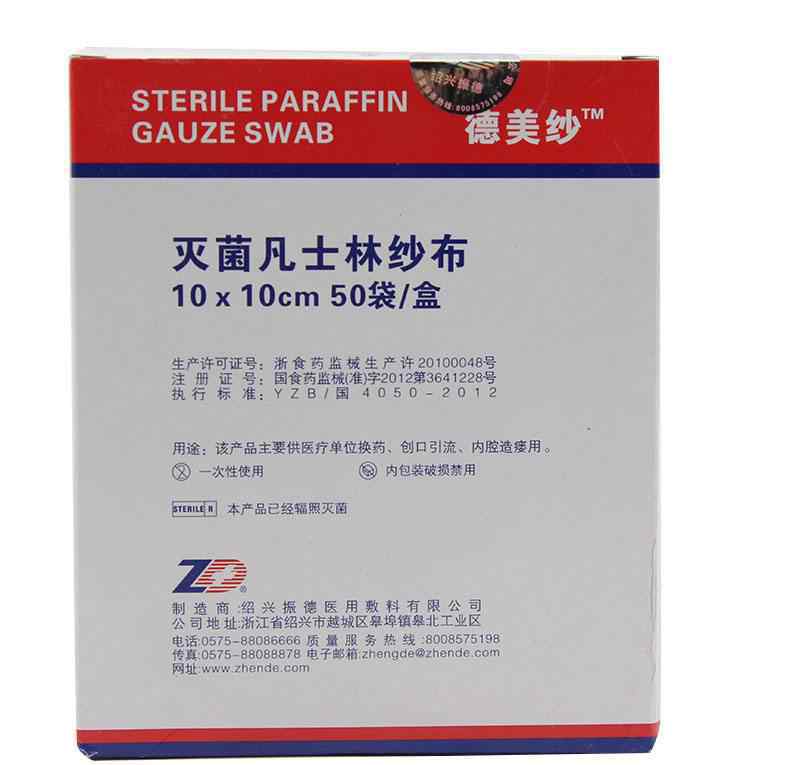 绍兴振德
热线:8008575198
STERILE PARAFFIN
GAUZE SWAB
德美纱™
灭菌凡士林纱布
10 x 10cm 50袋/盒
生产许可证号：浙食药监械生产许20100048号
注册证号：国食药监械(准)字2012第3641228号
执行标准：YZB/国 4050-2012
用途：该产品主要供医疗单位换药、创口引流、内腔造瘘用。
一次性使用 内包装破损禁用
STERILE R 本产品已经辐照灭菌
ZD®
制造商:绍兴振德医用敷料有限公司
公司地址:浙江省绍兴市越城区皋埠镇皋北工业区
电话:0575-88086666 质量服务热线:8008575198
传真:0575-88088878 电子邮箱:zhengde@zhende.com
网址:www.zhende.com